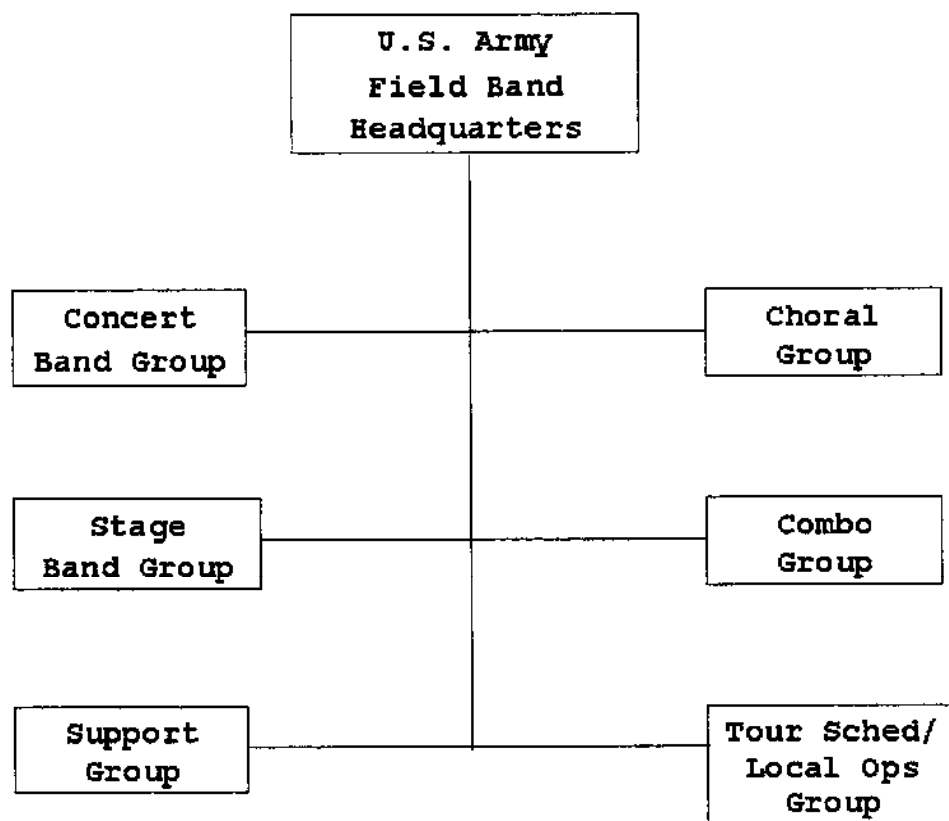 U.S. Army
Field Band
Headquarters
Concert
Band Group
Choral
Group
Stage
Band Group
Combo
Group
Support
Group
Tour Sched/
Local Ops
Group